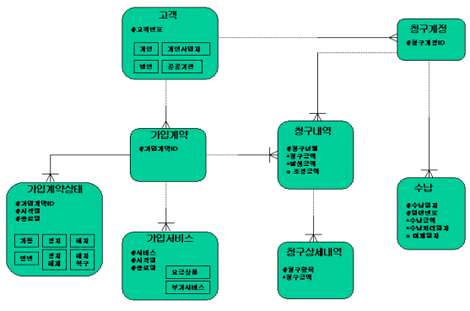 고객
#고객번호
개인
개인사업자
법인
공공기관
청구계정
#청구계정ID
가입계약
#가입계약ID
청구내역
#청구년월
*청구금액
*배정금액
o 조정금액
가입계약상태
#가입계약ID
#시작일
#종료일
개통
정지
해지
정지
해제
해지
복구
가입서비스
#서비스
#시작일
#종료일
요금상품
부가서비스
청구상세내역
#청구항목
*청구금액
수납
#수납일자
#일련번호
*수납금액
*수납처리일자
o 이체일자